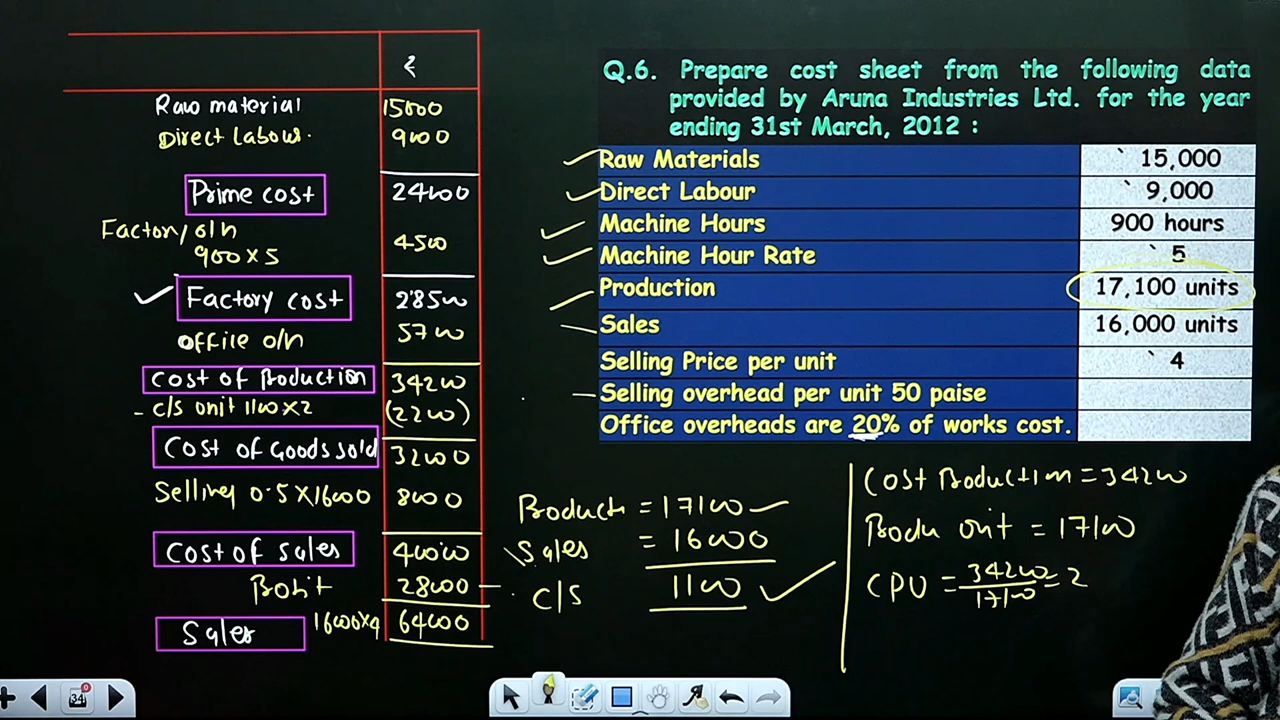 ₹
Raw material 15000
Direct Labour. 9000
Prime cost 24000
Factory o/h
900 x 5 4500
Factory cost 28500
office o/h 5700
Cost of Production 34200
- C/s unit 1100 x 2 (2200)
Cost of Goods sold 32000
Selling 0.5 x 16000 8000
Cost of Sales 40000
Profit 28000
Sales 16000 x 4 64000
Q.6. Prepare cost sheet from the following data
provided by Aruna Industries Ltd. for the year
ending 31st March, 2012 :
Raw Materials ` 15,000
Direct Labour ` 9,000
Machine Hours 900 hours
Machine Hour Rate ` 5
Production 17,100 units
Sales 16,000 units
Selling Price per unit ` 4
Selling overhead per unit 50 paise
Office overheads are 20% of works cost.
Producti = 17100
Sales = 16000
C/S 1100
Cost Production = 34200
Produ unit = 17100
CPU = 34200/17100 = 2
34